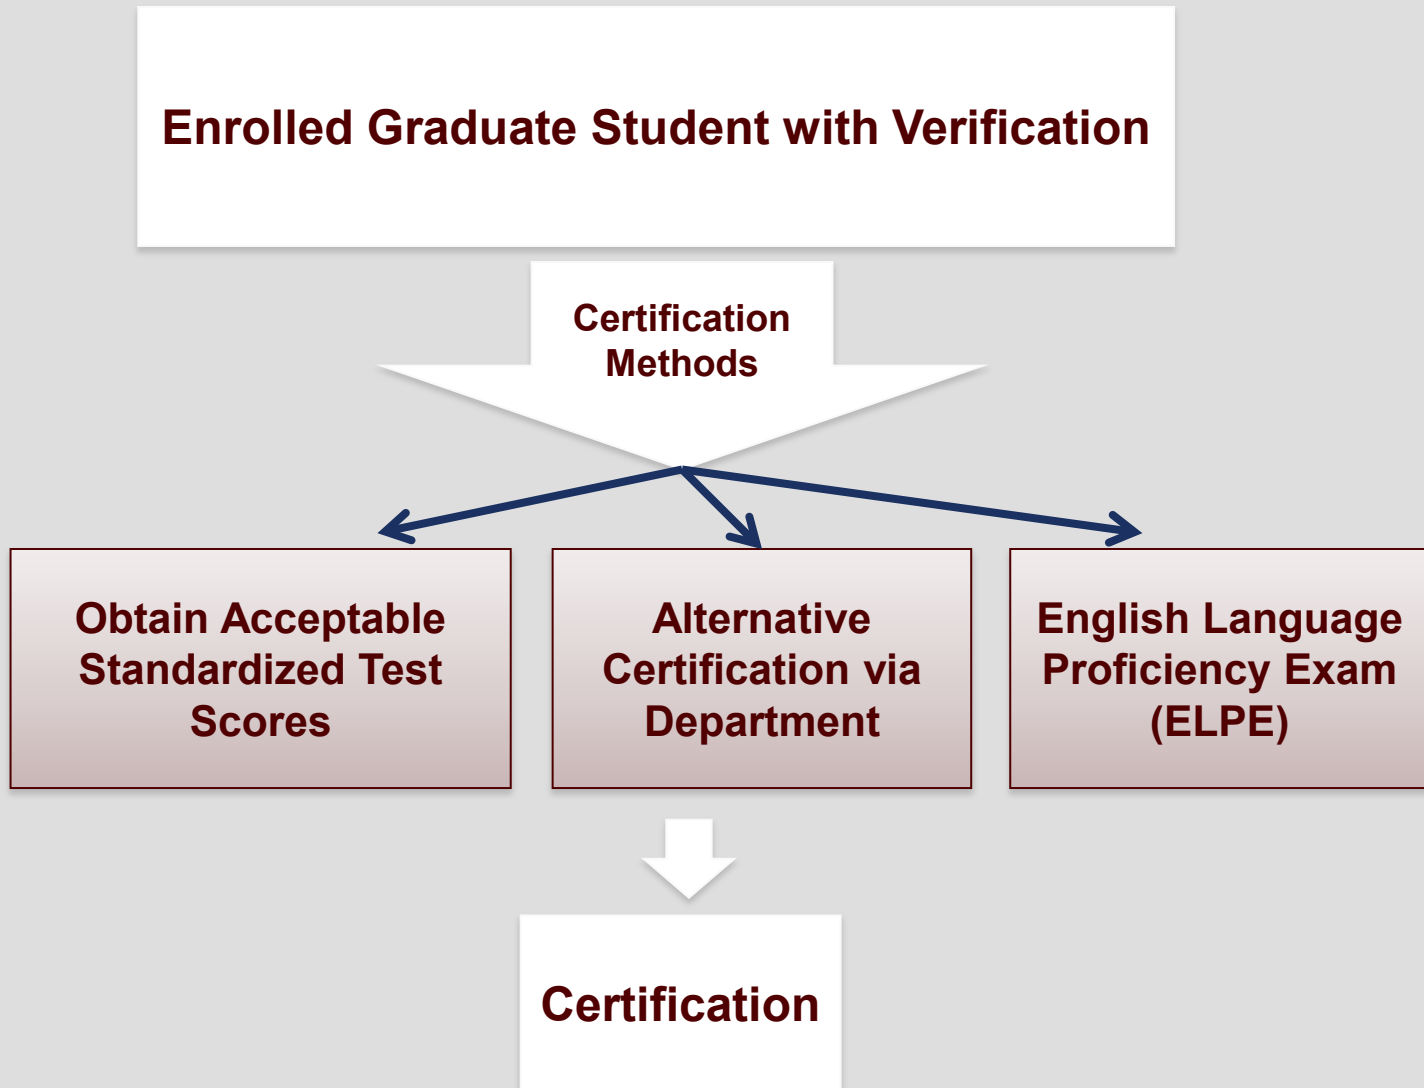 Enrolled Graduate Student with Verification
Certification
Methods
Obtain Acceptable
Standardized Test
Scores
Alternative
Certification via
Department
English Language
Proficiency Exam
(ELPE)
Certification